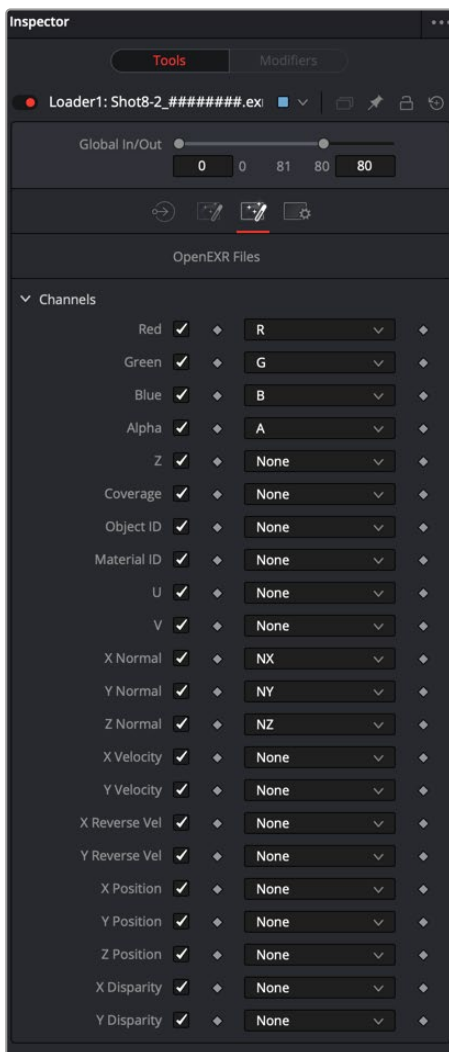 Inspector
Tools Modifiers
Loader1: Shot8-2_########.ex
Global In/Out
0 0 81 80 80
OpenEXR Files
Channels
Red R
Green G
Blue B
Alpha A
Z None
Coverage None
Object ID None
Material ID None
U None
V None
X Normal NX
Y Normal NY
Z Normal NZ
X Velocity None
Y Velocity None
X Reverse Vel None
Y Reverse Vel None
X Position None
Y Position None
Z Position None
X Disparity None
Y Disparity None